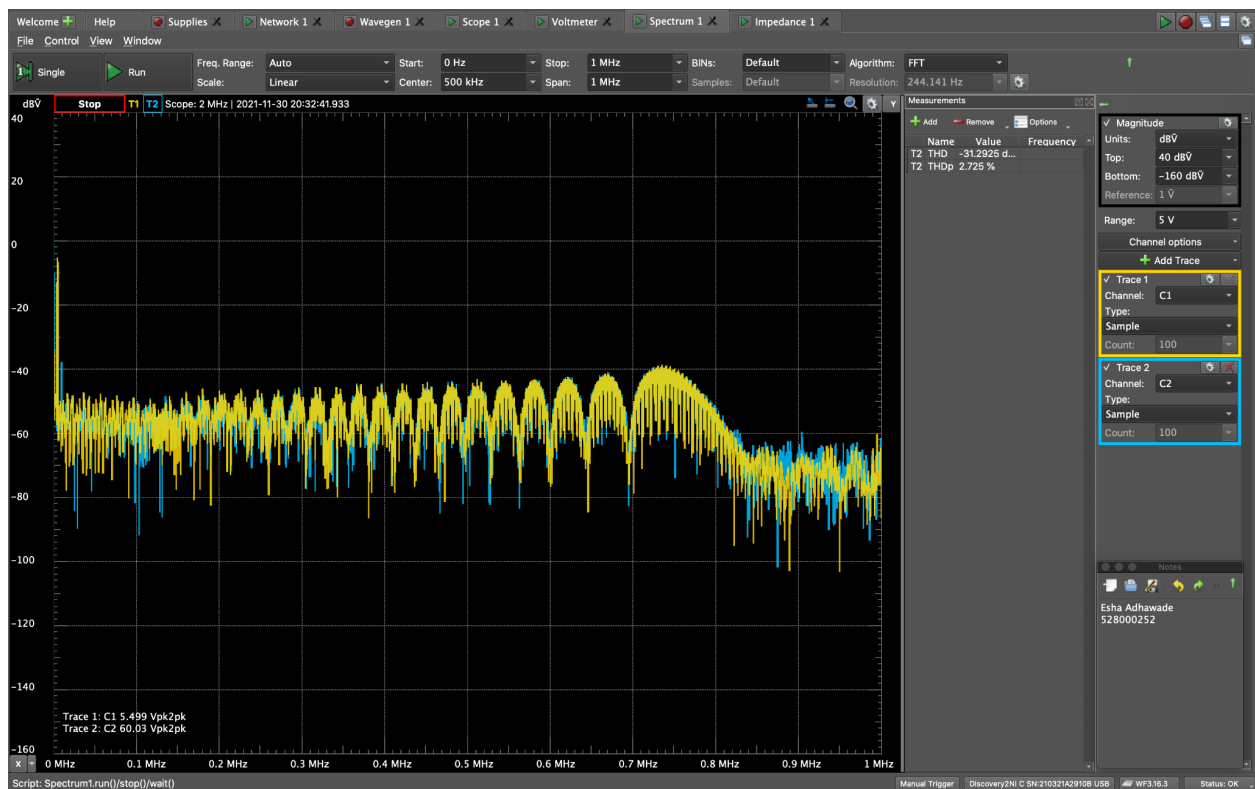 Welcome Help Supplies Network 1 Wavegen 1 Scope 1 Voltmeter Spectrum 1 Impedance 1
File Control View Window
Single Run Freq. Range: Auto Start: 0 Hz Stop: 1 MHz BINs: Default Algorithm: FFT
Scale: Linear Center: 500 kHz Span: 1 MHz Samples: Default Resolution: 244.141 Hz
dBṼ Stop T1 T2 Scope: 2 MHz | 2021-11-30 20:32:41.933 Y
40
20
0
-20
-40
-60
-80
-100
-120
-140
-160
Trace 1: C1 5.499 Vpk2pk
Trace 2: C2 60.03 Vpk2pk
X 0 MHz 0.1 MHz 0.2 MHz 0.3 MHz 0.4 MHz 0.5 MHz 0.6 MHz 0.7 MHz 0.8 MHz 0.9 MHz 1 MHz
Measurements
Add Remove Options
Name Value Frequency
T2 THD -31.2925 d...
T2 THDp 2.725 %
Magnitude
Units: dBṼ
Top: 40 dBṼ
Bottom: -160 dBṼ
Reference: 1 Ṽ
Range: 5 V
Channel options
Add Trace
Trace 1
Channel: C1
Type:
Sample
Count: 100
Trace 2
Channel: C2
Type:
Sample
Count: 100
Notes
Esha Adhawade
528000252
Script: Spectrum1.run()/stop()/wait() Manual Trigger Discovery2NI C SN:210321A2910B USB WF3.16.3 Status: OK